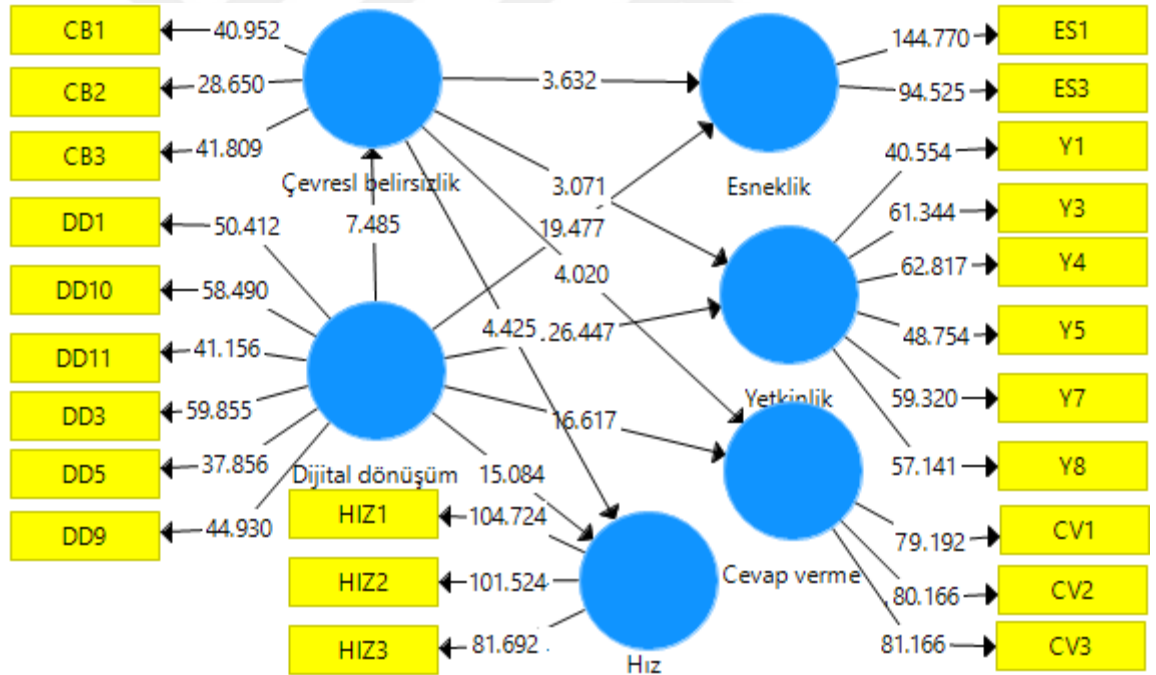 CB1
40.952
ES1
144.770
CB2
28.650
3.632
ES3
94.525
CB3
41.809
Y1
40.554
Çevresl belirsizlik
3.071
Esneklik
DD1
50.412
7.485
19.477
61.344
Y3
DD10
58.490
4.020
62.817
Y4
DD11
41.156
4.425
26.447
48.754
Y5
DD3
59.855
16.617
Yetkinlik
59.320
Y7
DD5
37.856
Dijital dönüşüm
15.084
57.141
Y8
DD9
44.930
HIZ1
104.724
79.192
CV1
HIZ2
101.524
Cevap verme
80.166
CV2
HIZ3
81.692
Hız
81.166
CV3